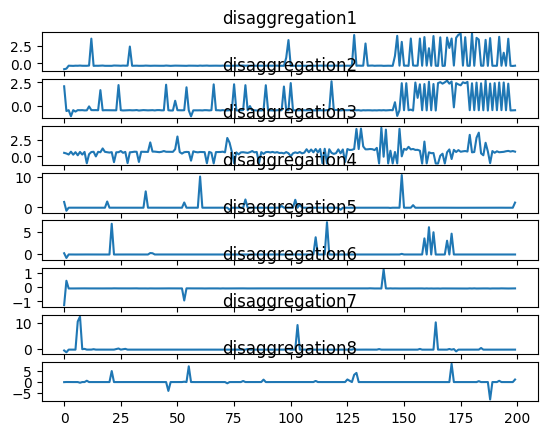 disaggregation1
2.5
0.0
disaggregation2
2.5
0.0
disaggregation3
2.5
0.0
disaggregation4
10
0
disaggregation5
5
0
disaggregation6
1
0
−1
disaggregation7
10
0
disaggregation8
5
0
−5
0 25 50 75 100 125 150 175 200